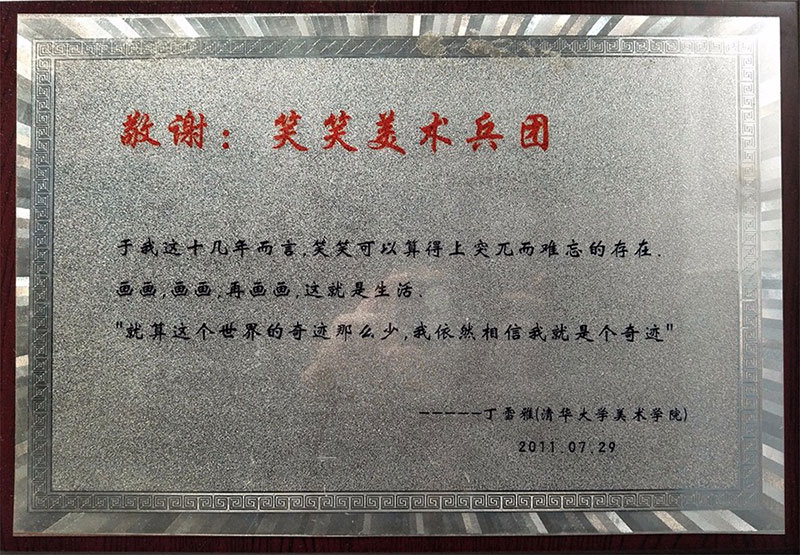 敬谢：笑笑美术兵团
于我这十几年而言,笑笑可以算得上突兀而难忘的存在.
画画,画画,再画画,这就是生活.
"就算这个世界的奇迹那么少,我依然相信我就是个奇迹"
-----丁雪雅(清华大学美术学院)
2011.07.29